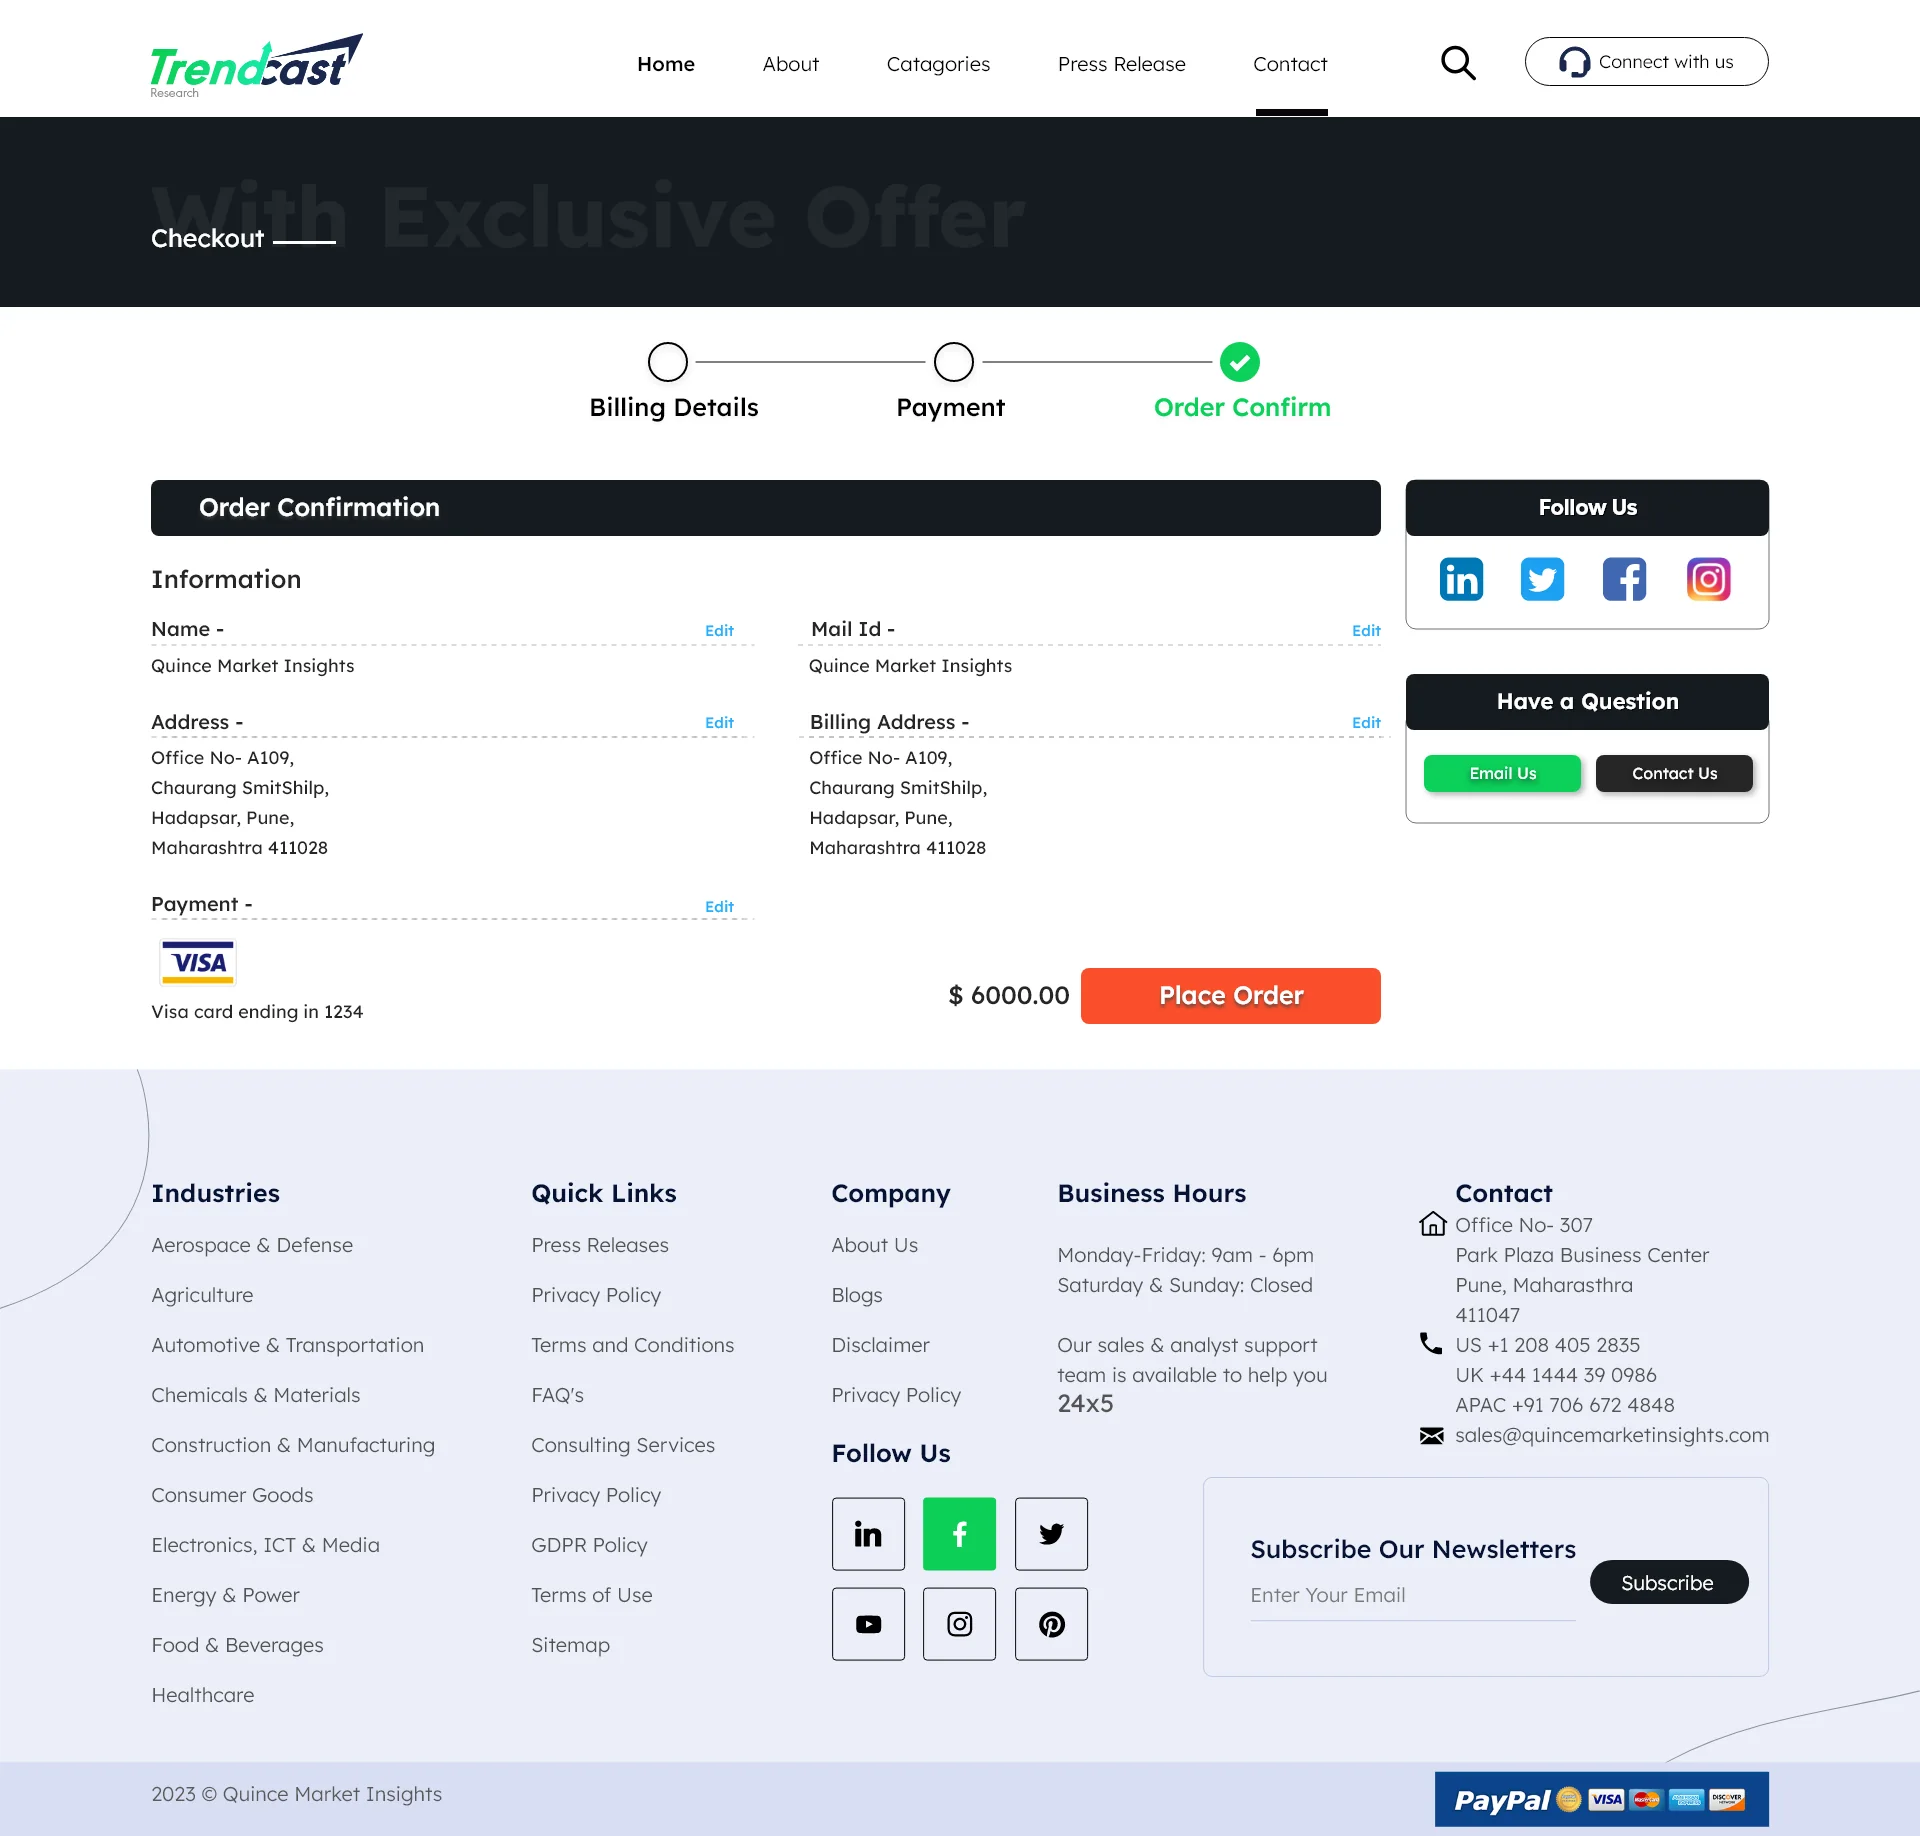 Trendcast
Research
Home
About
Catagories
Press Release
Contact
Connect with us
With Exclusive Offer
Checkout
Billing Details
Payment
Order Confirm
Order Confirmation
Information
Name -
Edit
Quince Market Insights
Mail Id -
Edit
Quince Market Insights
Address -
Edit
Office No- A109,
Chaurang SmitShilp,
Hadapsar, Pune,
Maharashtra 411028
Billing Address -
Edit
Office No- A109,
Chaurang SmitShilp,
Hadapsar, Pune,
Maharashtra 411028
Payment -
Edit
VISA
Visa card ending in 1234
$ 6000.00
Place Order
Follow Us
in
Have a Question
Email Us
Contact Us
Industries
Aerospace & Defense
Agriculture
Automotive & Transportation
Chemicals & Materials
Construction & Manufacturing
Consumer Goods
Electronics, ICT & Media
Energy & Power
Food & Beverages
Healthcare
Quick Links
Press Releases
Privacy Policy
Terms and Conditions
FAQ's
Consulting Services
Privacy Policy
GDPR Policy
Terms of Use
Sitemap
Company
About Us
Blogs
Disclaimer
Privacy Policy
Follow Us
in
Business Hours
Monday-Friday: 9am - 6pm
Saturday & Sunday: Closed
Our sales & analyst support
team is available to help you
24x5
Contact
Office No- 307
Park Plaza Business Center
Pune, Maharasthra
411047
US +1 208 405 2835
UK +44 1444 39 0986
APAC +91 706 672 4848
sales@quincemarketinsights.com
Subscribe Our Newsletters
Enter Your Email
Subscribe
2023 © Quince Market Insights
PayPal
VISA
MasterCard
DISCOVER